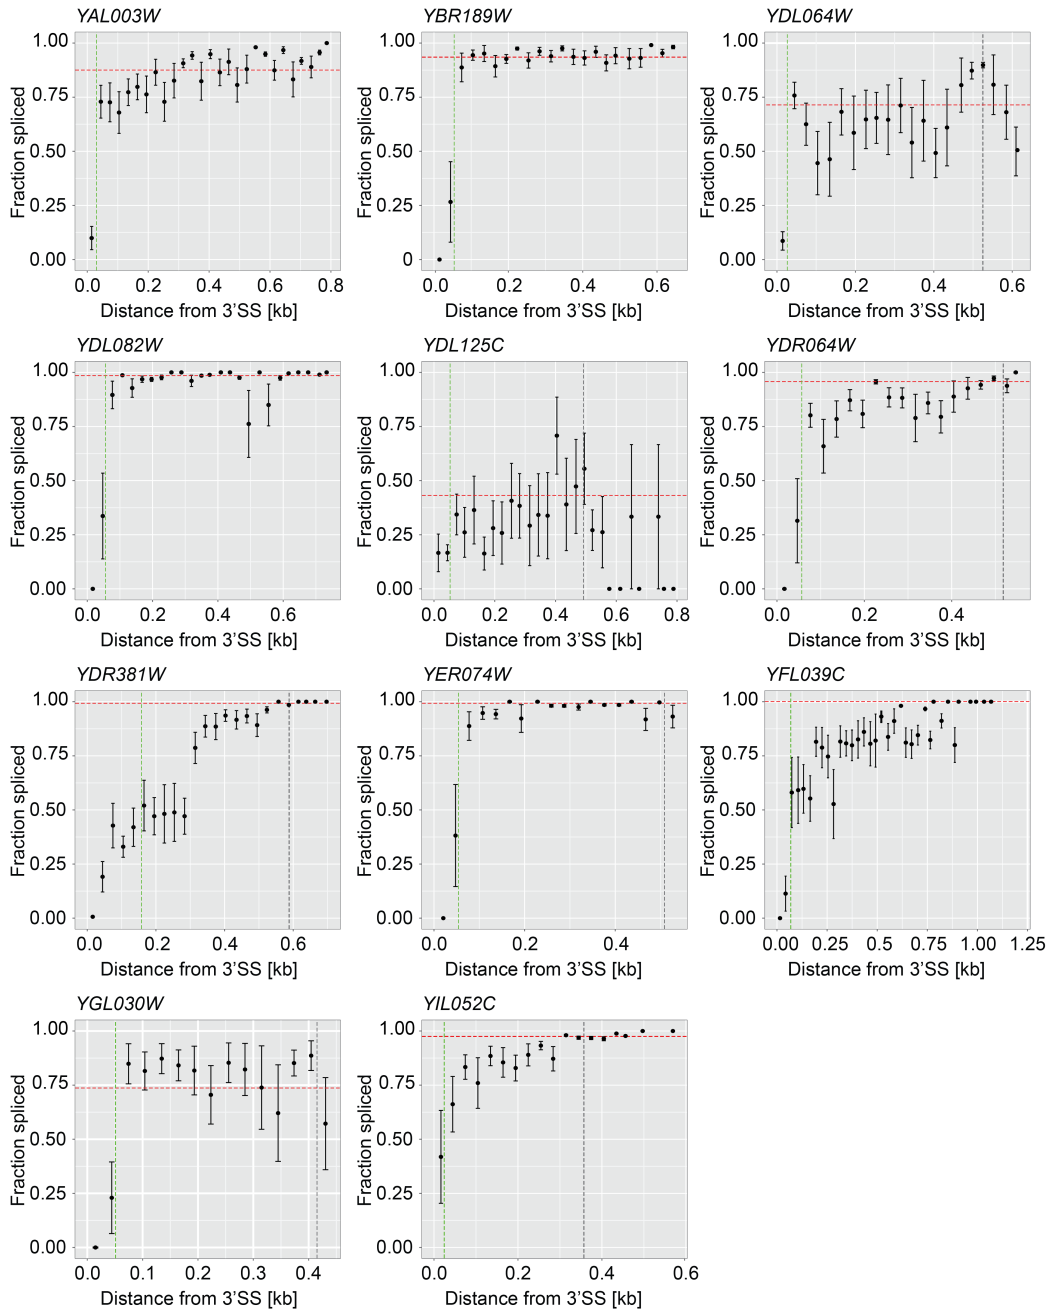 YAL003W
1.00
0.75
0.50
0.25
0.00
Fraction spliced
0.0 0.2 0.4 0.6 0.8
Distance from 3'SS [kb]
YBR189W
1.00
0.75
0.50
0.25
0
Fraction spliced
0.0 0.2 0.4 0.6
Distance from 3'SS [kb]
YDL064W
1.00
0.75
0.50
0.25
0.00
Fraction spliced
0.0 0.2 0.4 0.6
Distance from 3'SS [kb]
YDL082W
1.00
0.75
0.50
0.25
0.00
Fraction spliced
0.0 0.2 0.4 0.6
Distance from 3'SS [kb]
YDL125C
1.00
0.75
0.50
0.25
0.00
Fraction spliced
0.0 0.2 0.4 0.6 0.8
Distance from 3'SS [kb]
YDR064W
1.00
0.75
0.50
0.25
0.00
Fraction spliced
0.0 0.2 0.4
Distance from 3'SS [kb]
YDR381W
1.00
0.75
0.50
0.25
0.00
Fraction spliced
0.0 0.2 0.4 0.6
Distance from 3'SS [kb]
YER074W
1.00
0.75
0.50
0.25
0.00
Fraction spliced
0.0 0.2 0.4
Distance from 3'SS [kb]
YFL039C
1.00
0.75
0.50
0.25
0.00
Fraction spliced
0.0 0.25 0.5 0.75 1.00 1.25
Distance from 3'SS [kb]
YGL030W
1.00
0.75
0.50
0.25
0.00
Fraction spliced
0.0 0.1 0.2 0.3 0.4
Distance from 3'SS [kb]
YIL052C
1.00
0.75
0.50
0.25
0.00
Fraction spliced
0.0 0.2 0.4 0.6
Distance from 3'SS [kb]